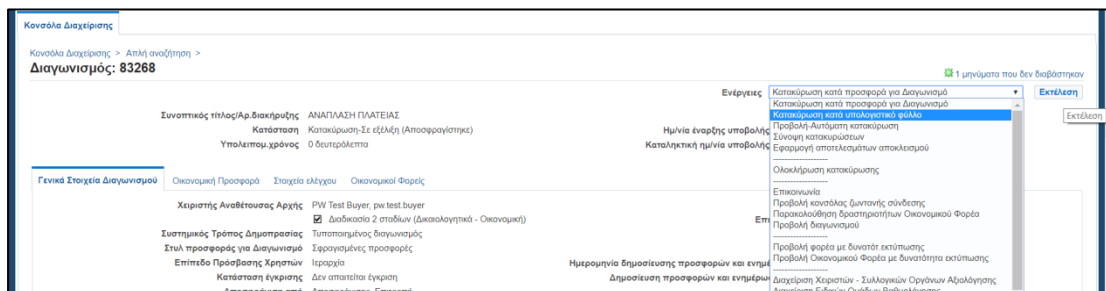 Κονσόλα Διαχείρισης
Κονσόλα Διαχείρισης > Απλή αναζήτηση >
Διαγωνισμός: 83268
1 μηνύματα που δεν διαβάστηκαν
Ενέργειες Κατακύρωση κατά προσφορά για Διαγωνισμό Εκτέλεση
Κατακύρωση κατά προσφορά για Διαγωνισμό
Κατακύρωση κατά υπολογιστικό φύλλο
Προβολή-Αυτόματη κατακύρωση
Σύνοψη κατακυρώσεων
Εφαρμογή αποτελεσμάτων αποκλεισμού
--------------------
Ολοκλήρωση κατακύρωσης
--------------------
Επικοινωνία
Προβολή κονσόλας ζωντανής σύνδεσης
Παρακολούθηση δραστηριοτήτων Οικονομικού Φορέα
Προβολή διαγωνισμού
--------------------
Προβολή φορέα με δυνατότ.εκτύπωσης
Προβολή Οικονομικού Φορέα με δυνατότητα εκτύπωσης
--------------------
Διαχείριση Χειριστών - Συλλογικών Οργάνων Αξιολόγησης
Διαχείριση Ειδικών Ομάδων Βαθμολόγησης
Εκτέλεση
Συνοπτικός τίτλος/Αρ.διακήρυξης ΑΝΑΠΛΑΣΗ ΠΛΑΤΕΙΑΣ
Κατάσταση Κατακύρωση-Σε εξέλιξη (Αποσφραγίστηκε)
Υπολειπομ.χρόνος 0 δευτερόλεπτα
Ημ/νία έναρξης υποβολής
Καταληκτική ημ/νία υποβολής
Γενικά Στοιχεία Διαγωνισμού Οικονομική Προσφορά Στοιχεία ελέγχου Οικονομικοί Φορείς
Χειριστής Αναθέτουσας Αρχής PW Test Buyer, pw.test.buyer
Διαδικασία 2 σταδίων (Δικαιολογητικά - Οικονομική)
Επι
Συστημικός Τρόπος Δημοπρασίας Τυποποιημένος διαγωνισμός
Στυλ προσφοράς για Διαγωνισμό Σφραγισμένες προσφορές
Επίπεδο Πρόσβασης Χρηστών Ιεραρχία
Ημερομηνία δημοσίευσης προσφορών και ενημέ
Κατάσταση έγκρισης Δεν απαιτείται έγκριση
Δημοσίευση προσφορών και ενημέρω